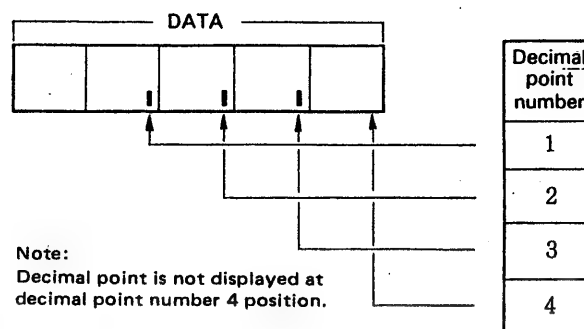 DATA
Decimal
point
number
1
2
3
4
Note:
Decimal point is not displayed at
decimal point number 4 position.